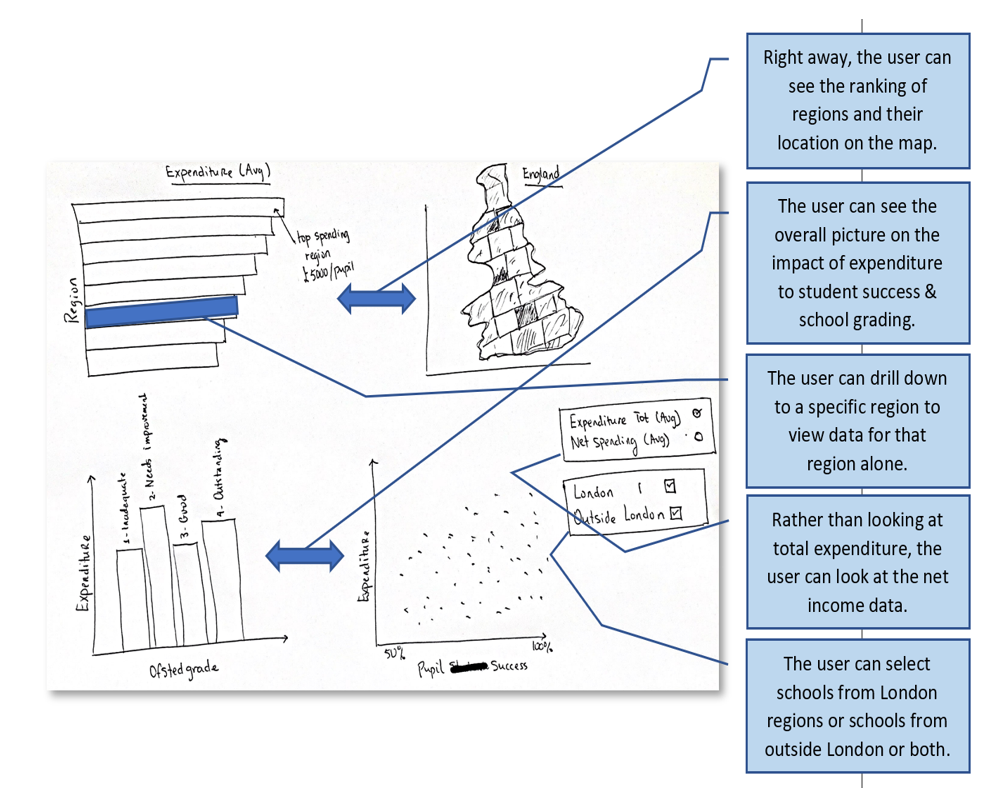 Right away, the user can
see the ranking of
regions and their
location on the map.
The user can see the
overall picture on the
impact of expenditure
to student success &
school grading.
The user can drill down
to a specific region to
view data for that
region alone.
Rather than looking at
total expenditure, the
user can look at the net
income data.
The user can select
schools from London
regions or schools from
outside London or both.
Expenditure (Avg)
Region
top spending
region
£5000/pupil
England
Expenditure
1- Inadequate
2- Needs improvement
3- Good
4- Outstanding
Ofsted grade
Expenditure Tot (Avg)
Net Spending (Avg)
London
Outside London
Expenditure
50%
100%
Pupil Success